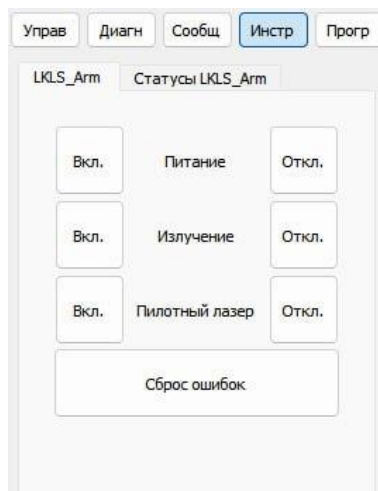 Управ Диагн Сообщ Инстр Прогр
LKLS_Arm Статусы LKLS_Arm
Вкл. Питание Откл.
Вкл. Излучение Откл.
Вкл. Пилотный лазер Откл.
Сброс ошибок